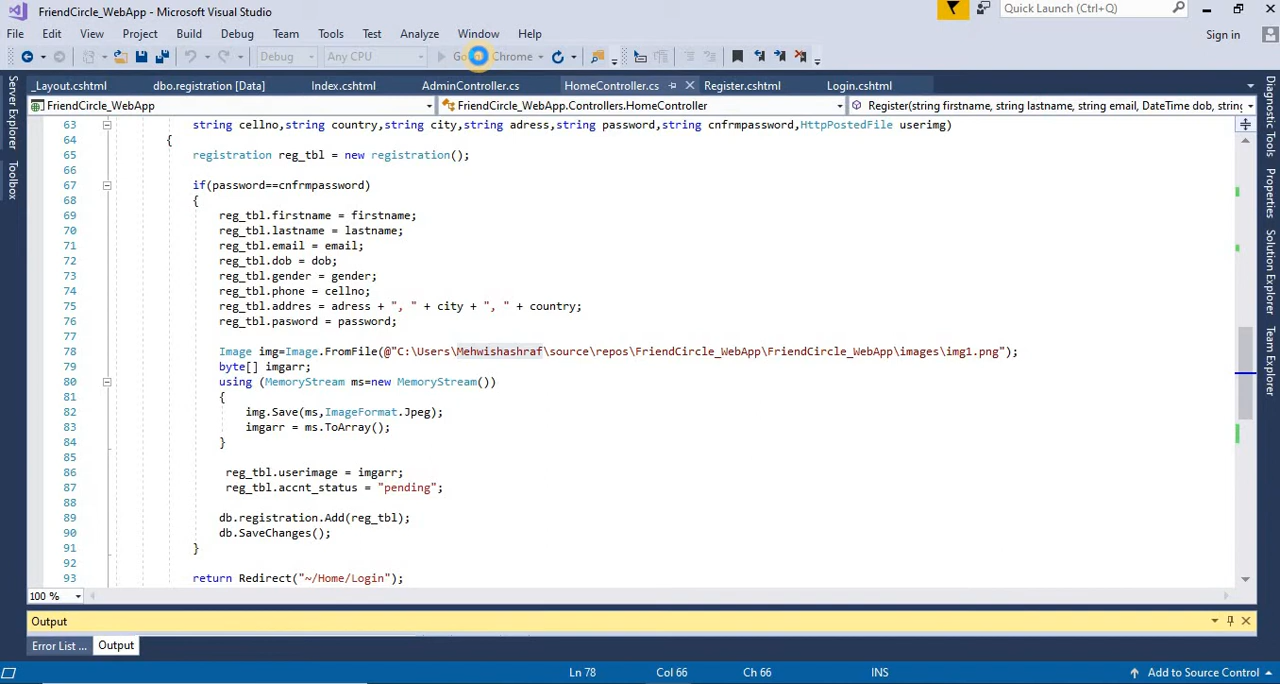 FriendCircle_WebApp - Microsoft Visual Studio
Quick Launch (Ctrl+Q)
File Edit View Project Build Debug Team Tools Test Analyze Window Help
Sign in
Debug Any CPU Chrome
_Layout.cshtml dbo.registration [Data] Index.cshtml AdminController.cs HomeController.cs Register.cshtml Login.cshtml
FriendCircle_WebApp FriendCircle_WebApp.Controllers.HomeController Register(string firstname, string lastname, string email, DateTime dob, string
63 string cellno,string country,string city,string adress,string password,string cnfrmpassword,HttpPostedFile userimg)
64 {
65 registration reg_tbl = new registration();
66
67 if(password==cnfrmpassword)
68 {
69 reg_tbl.firstname = firstname;
70 reg_tbl.lastname = lastname;
71 reg_tbl.email = email;
72 reg_tbl.dob = dob;
73 reg_tbl.gender = gender;
74 reg_tbl.phone = cellno;
75 reg_tbl.addres = adress + ", " + city + ", " + country;
76 reg_tbl.pasword = password;
77
78 Image img=Image.FromFile(@"C:\Users\Mehwishashraf\source\repos\FriendCircle_WebApp\FriendCircle_WebApp\images\img1.png");
79 byte[] imgarr;
80 using (MemoryStream ms=new MemoryStream())
81 {
82 img.Save(ms,ImageFormat.Jpeg);
83 imgarr = ms.ToArray();
84 }
85
86 reg_tbl.userimage = imgarr;
87 reg_tbl.accnt_status = "pending";
88
89 db.registration.Add(reg_tbl);
90 db.SaveChanges();
91 }
92
93 return Redirect("~/Home/Login");
100 %
Output
Error List ... Output
Ln 78 Col 66 Ch 66 INS Add to Source Control
Server Explorer
Toolbox
Diagnostic Tools
Properties
Solution Explorer
Team Explorer